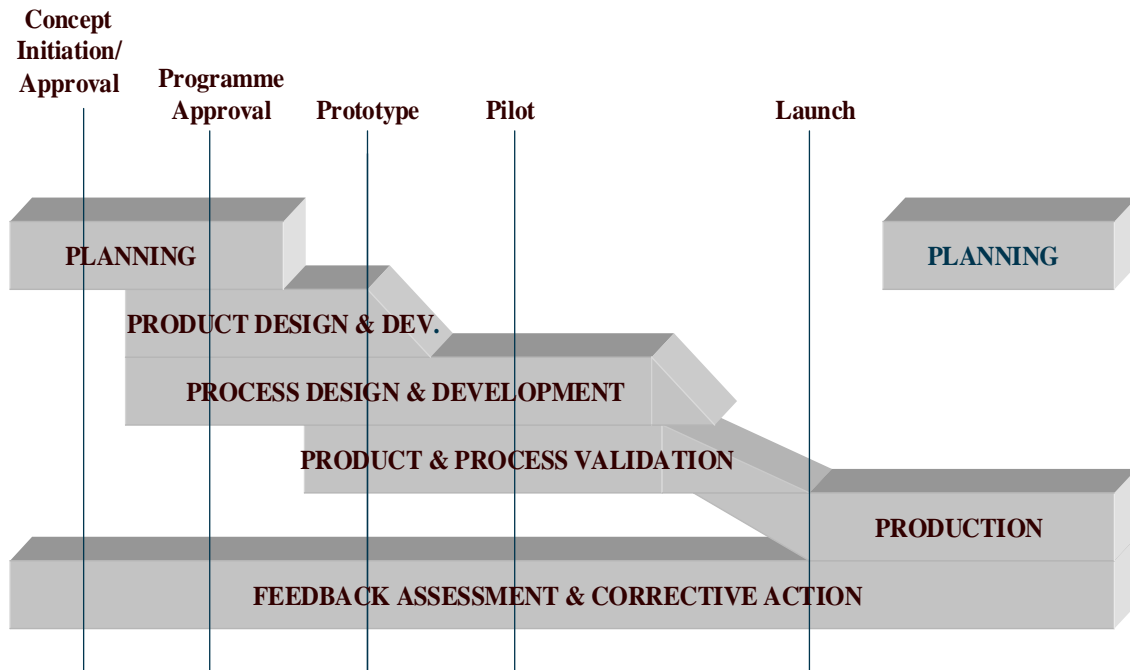 Concept
Initiation/
Approval
Programme
Approval
Prototype
Pilot
Launch
PLANNING
PLANNING
PRODUCT DESIGN & DEV.
PROCESS DESIGN & DEVELOPMENT
PRODUCT & PROCESS VALIDATION
PRODUCTION
FEEDBACK ASSESSMENT & CORRECTIVE ACTION